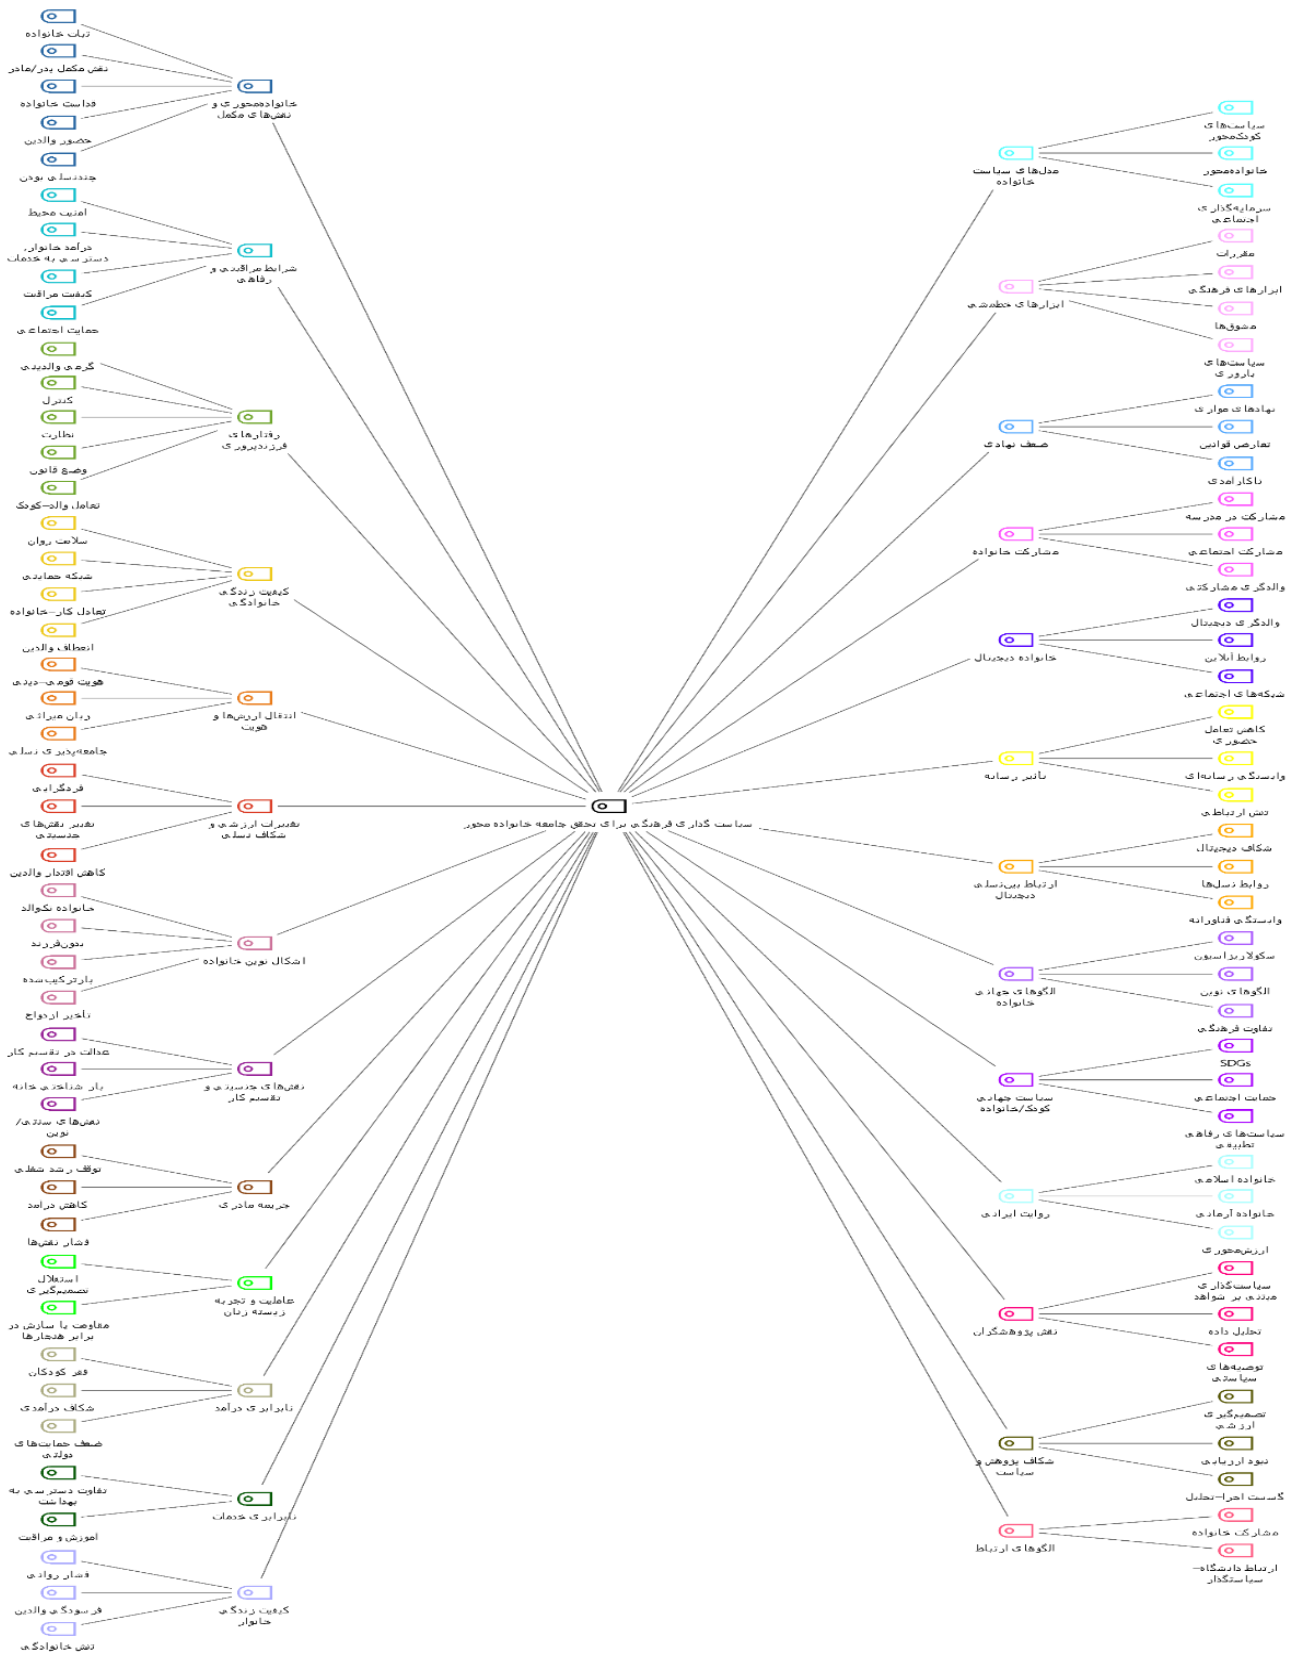 ثبات خانواده
نقش مکمل پدر/مادر
قداست خانواده
حضور والدین
چندنسلی بودن
خانواده‌محوری و
نقش‌های مکمل
امنیت محیط
درآمد خانوار,
دسترسی به خدمات
کیفیت مراقبت
حمایت اجتماعی
شرایط مراقبتی و
رفاهی
گرمی والدینی
کنترل
نظارت
وضع قانون
تعامل والد–کودک
رفتارهای
فرزندپروری
سلامت روان
شبکه حمایتی
تعادل کار–خانواده
انعطاف والدین
کیفیت زندگی
خانوادگی
هویت قومی–دینی
زبان میراثی
جامعه‌پذیری نسلی
انتقال ارزش‌ها و
هویت
فردگرایی
تغییر نقش‌های
جنسیتی
کاهش اقتدار والدین
تغییرات ارزشی و
شکاف نسلی
خانواده تک‌والد
بدون‌فرزند
بازترکیب‌شده
تأخیر ازدواج
اشکال نوین خانواده
عدالت در تقسیم کار
بار شناختی خانه
نقش‌های سنتی/
نوین
نقش‌های جنسیتی و
تقسیم کار
توقف رشد شغلی
کاهش درآمد
فشار نقش‌ها
جریمه مادری
استقلال
تصمیم‌گیری
مقاومت یا سازش در
برابر هنجارها
عاملیت و تجربه
زیسته زنان
فقر کودکان
شکاف درآمدی
ضعف حمایت‌های
دولتی
نابرابری درآمد
تفاوت دسترسی به
بهداشت
آموزش و مراقبت
نابرابری خدمات
فشار روانی
فرسودگی والدین
تنش خانوادگی
کیفیت زندگی
خانوار
سیاست گذاری فرهنگی برای تحقق جامعه خانواده محور
مدل‌های سیاست
خانواده
سیاست‌های
کودک‌محور
خانواده‌محور
سرمایه‌گذاری
اجتماعی
ابزارهای خط‌مشی
مقررات
ابزارهای فرهنگی
مشوق‌ها
سیاست‌های
باروری
ضعف نهادی
نهادهای موازی
تعارض قوانین
ناکارآمدی
مشارکت خانواده
مشارکت در مدرسه
مشارکت اجتماعی
والدگری مشارکتی
خانواده دیجیتال
والدگری دیجیتال
روابط آنلاین
شبکه‌های اجتماعی
تأثیر رسانه
کاهش تعامل
حضوری
وابستگی رسانه‌ای
تنش ارتباطی
ارتباط بین‌نسلی
دیجیتال
شکاف دیجیتال
روابط نسل‌ها
وابستگی فناورانه
الگوهای جهانی
خانواده
سکولاریزاسیون
الگوهای نوین
تفاوت فرهنگی
سیاست جهانی
کودک/خانواده
SDGs
حمایت اجتماعی
سیاست‌های رفاهی
تطبیقی
روایت ایرانی
خانواده اسلامی
خانواده آرمانی
ارزش‌محوری
نقش پژوهشگران
سیاست‌گذاری
مبتنی بر شواهد
تحلیل داده
توصیه‌های
سیاستی
شکاف پژوهش و
سیاست
تصمیم‌گیری
ارزشی
نبود ارزیابی
گسست اجرا–تحلیل
الگوهای ارتباط
مشارکت خانواده
ارتباط دانشگاه–
سیاستگذار